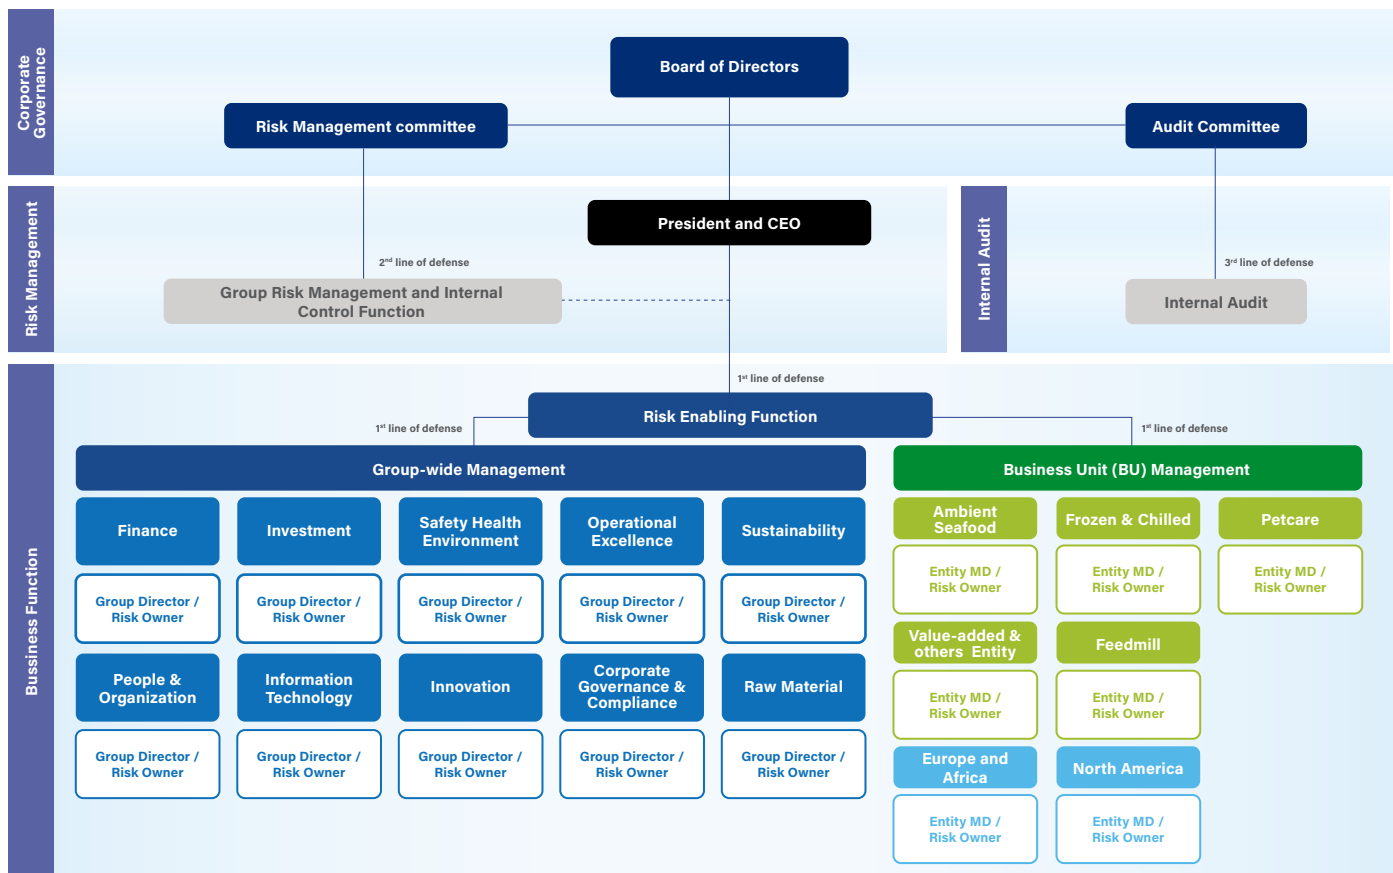 Corporate
Governance
Board of Directors
Risk Management committee
Audit Committee
Risk Management
President and CEO
2nd line of defense
Group Risk Management and Internal
Control Function
Internal Audit
3rd line of defense
Internal Audit
Bussiness Function
1st line of defense
Risk Enabling Function
1st line of defense
1st line of defense
Group-wide Management
Finance
Investment
Safety Health
Environment
Operational
Excellence
Sustainability
Group Director /
Risk Owner
Group Director /
Risk Owner
Group Director /
Risk Owner
Group Director /
Risk Owner
Group Director /
Risk Owner
People &
Organization
Information
Technology
Innovation
Corporate
Governance &
Compliance
Raw Material
Group Director /
Risk Owner
Group Director /
Risk Owner
Group Director /
Risk Owner
Group Director /
Risk Owner
Group Director /
Risk Owner
Business Unit (BU) Management
Ambient
Seafood
Frozen & Chilled
Petcare
Entity MD /
Risk Owner
Entity MD /
Risk Owner
Entity MD /
Risk Owner
Value-added &
others Entity
Feedmill
Entity MD /
Risk Owner
Entity MD /
Risk Owner
Europe and
Africa
North America
Entity MD /
Risk Owner
Entity MD /
Risk Owner